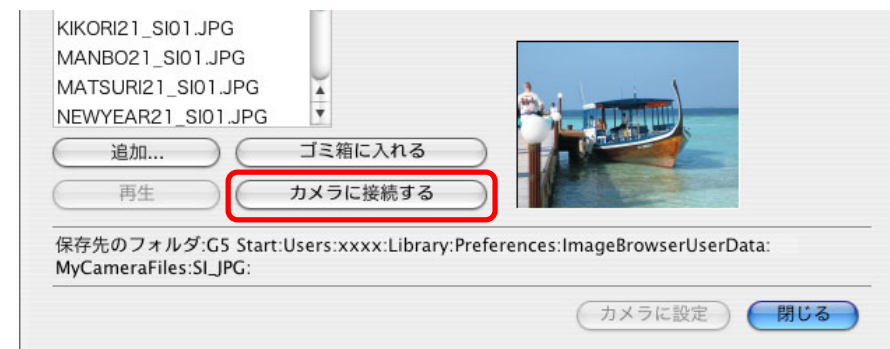 KIKORI21_SI01.JPG
MANBO21_SI01.JPG
MATSURI21_SI01.JPG
NEWYEAR21_SI01.JPG
追加...
ゴミ箱に入れる
再生
カメラに接続する
保存先のフォルダ:G5 Start:Users:xxxx:Library:Preferences:ImageBrowserUserData:
MyCameraFiles:SI_JPG:
カメラに設定
閉じる